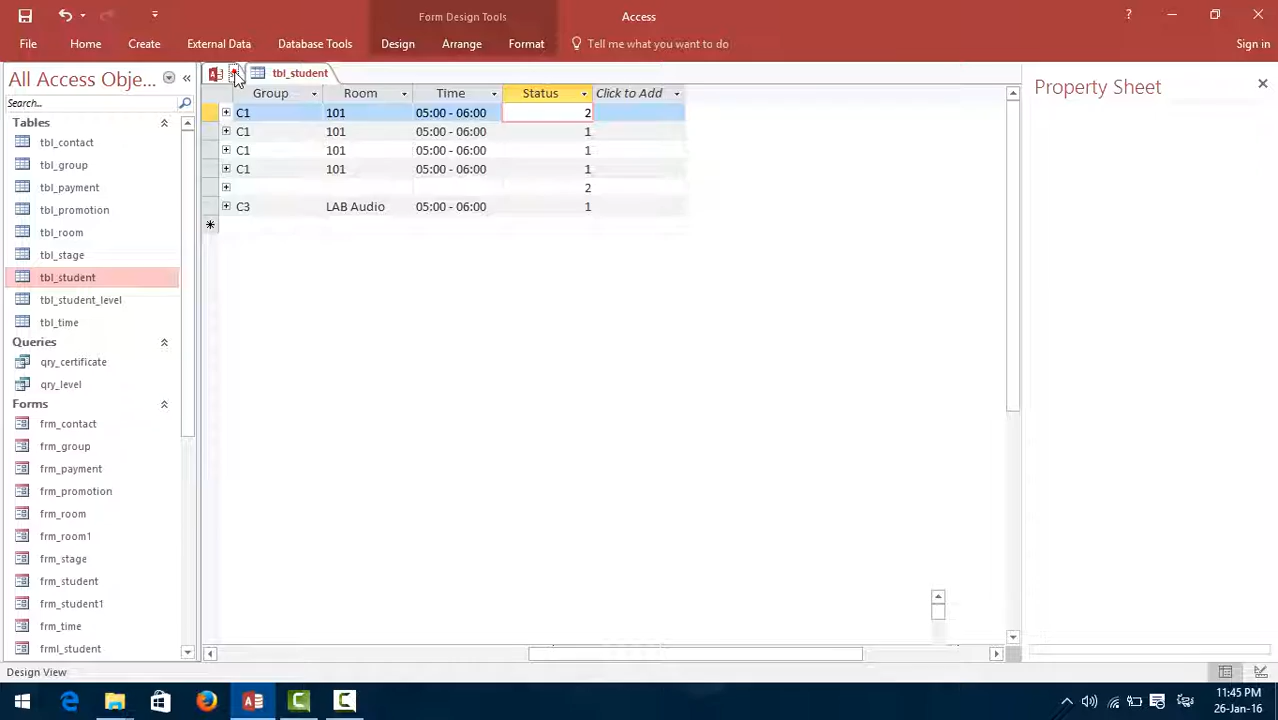 Form Design Tools
Access
?
Sign in
File
Home
Create
External Data
Database Tools
Design
Arrange
Format
Tell me what you want to do
All Access Obje...
Search...
Tables
tbl_contact
tbl_group
tbl_payment
tbl_promotion
tbl_room
tbl_stage
tbl_student
tbl_student_level
tbl_time
Queries
qry_certificate
qry_level
Forms
frm_contact
frm_group
frm_payment
frm_promotion
frm_room
frm_room1
frm_stage
frm_student
frm_student1
frm_time
frml_student
tbl_student
Group Room Time Status Click to Add
C1 101 05:00 - 06:00 2
C1 101 05:00 - 06:00 1
C1 101 05:00 - 06:00 1
C1 101 05:00 - 06:00 1
2
C3 LAB Audio 05:00 - 06:00 1
Property Sheet
Design View
11:45 PM
26-Jan-16